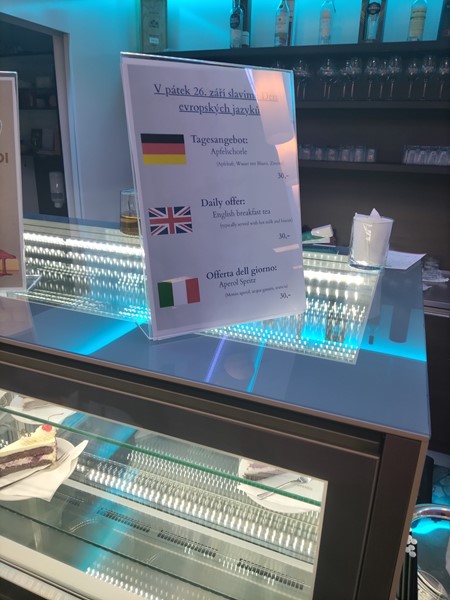 V pátek 26. září slavíme Den
evropských jazyků
Tagesangebot:
Apfelschorle
30,–
Daily offer:
English breakfast tea
30,–
Offerta dell giorno:
Aperol Spritz
30,–